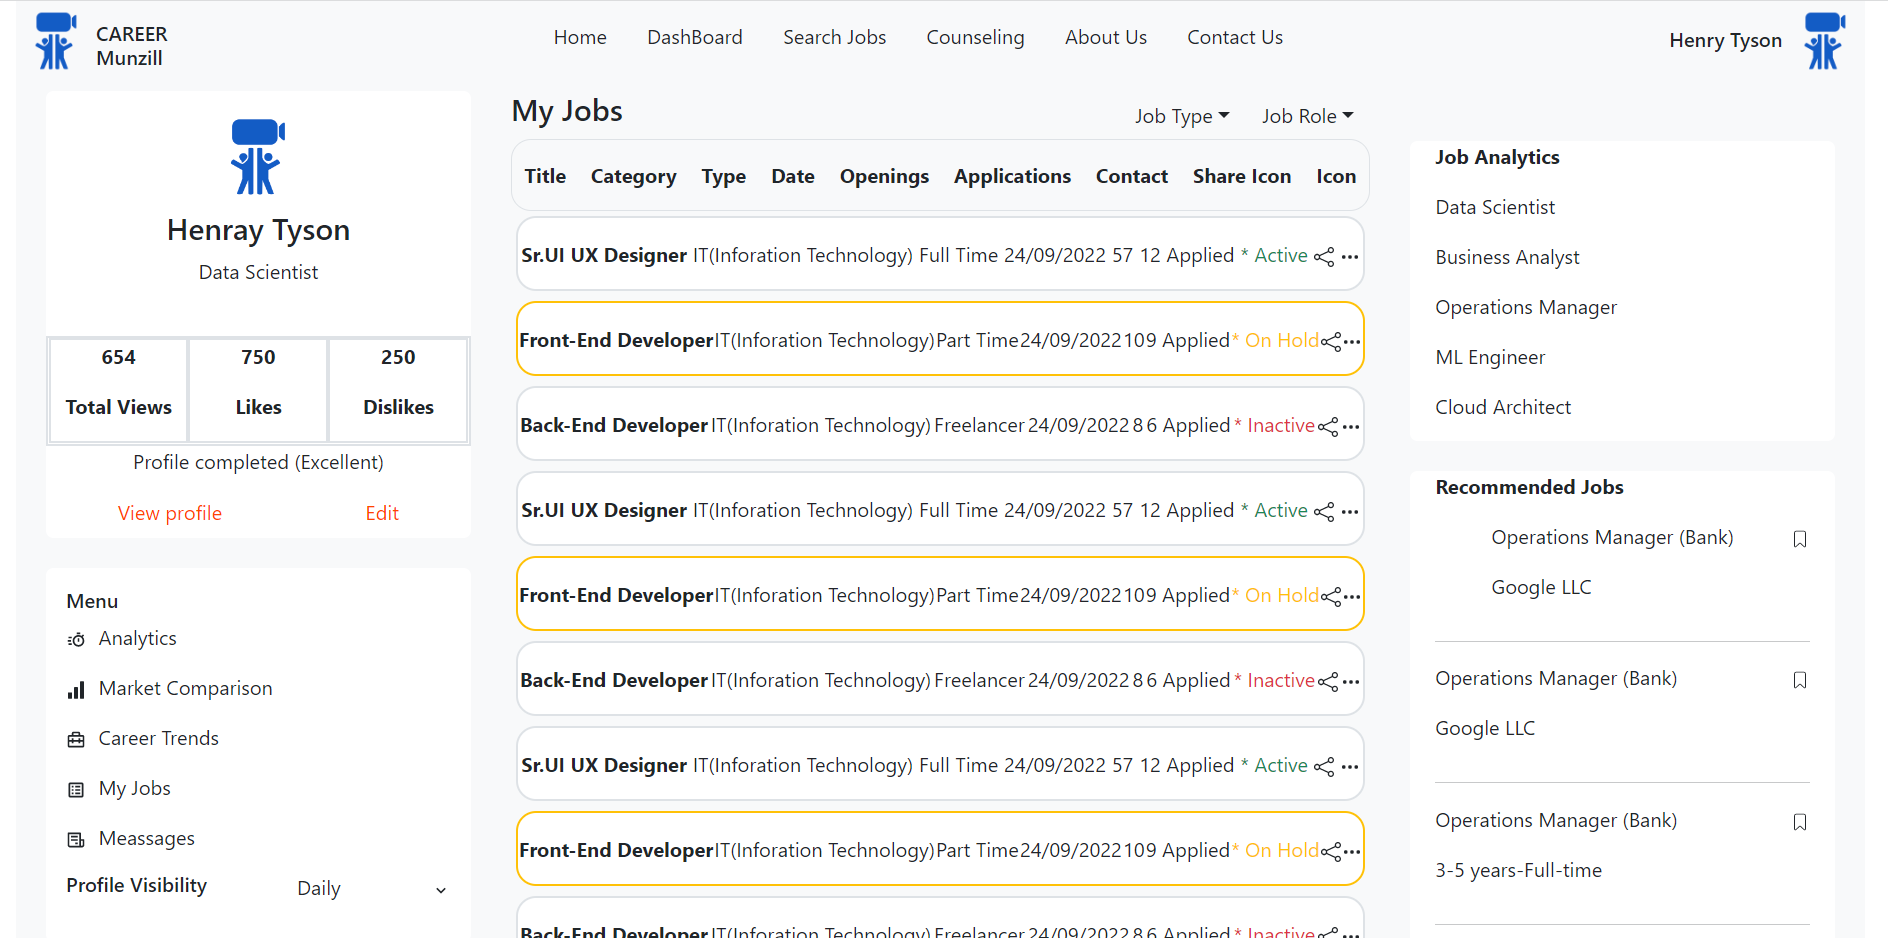 CAREER
Munzill
Home DashBoard Search Jobs Counseling About Us Contact Us
Henry Tyson
Henray Tyson
Data Scientist
654 750 250
Total Views Likes Dislikes
Profile completed (Excellent)
View profile Edit
Menu
Analytics
Market Comparison
Career Trends
My Jobs
Meassages
Profile Visibility Daily
My Jobs
Job Type Job Role
Title Category Type Date Openings Applications Contact Share Icon Icon
Sr.UI UX Designer IT(Inforation Technology) Full Time 24/09/2022 57 12 Applied * Active
Front-End Developer IT(Inforation Technology) Part Time 24/09/2022 10 9 Applied * On Hold
Back-End Developer IT(Inforation Technology) Freelancer 24/09/2022 8 6 Applied * Inactive
Sr.UI UX Designer IT(Inforation Technology) Full Time 24/09/2022 57 12 Applied * Active
Front-End Developer IT(Inforation Technology) Part Time 24/09/2022 10 9 Applied * On Hold
Back-End Developer IT(Inforation Technology) Freelancer 24/09/2022 8 6 Applied * Inactive
Sr.UI UX Designer IT(Inforation Technology) Full Time 24/09/2022 57 12 Applied * Active
Front-End Developer IT(Inforation Technology) Part Time 24/09/2022 10 9 Applied * On Hold
Back-End Developer IT(Inforation Technology) Freelancer 24/09/2022 8 6 Applied * Inactive
Job Analytics
Data Scientist
Business Analyst
Operations Manager
ML Engineer
Cloud Architect
Recommended Jobs
Operations Manager (Bank)
Google LLC
Operations Manager (Bank)
Google LLC
Operations Manager (Bank)
3-5 years-Full-time